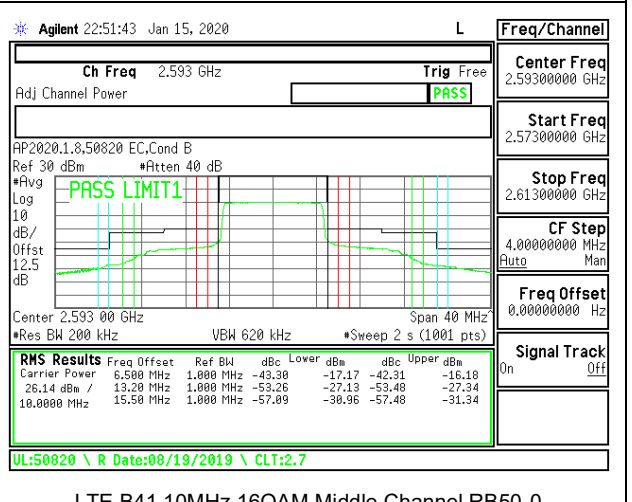 Agilent 22:51:43 Jan 15, 2020 L
Freq/Channel
Ch Freq 2.593 GHz Trig Free
Adj Channel Power PASS
AP2020.1.8,50820 EC,Cond B
Ref 30 dBm #Atten 40 dB
#Avg
Log
10
dB/
Offst
12.5
dB
PASS LIMIT1
Center 2.593 00 GHz Span 40 MHz^
#Res BW 200 kHz VBW 620 kHz #Sweep 2 s (1001 pts)
RMS Results Freq Offset Ref BW dBc Lower dBm dBc Upper dBm
Carrier Power 6.500 MHz 1.000 MHz -43.30 -17.17 -42.31 -16.18
26.14 dBm / 13.20 MHz 1.000 MHz -53.26 -27.13 -53.48 -27.34
10.0000 MHz 15.50 MHz 1.000 MHz -57.09 -30.96 -57.48 -31.34
UL:50820 \ R Date:08/19/2019 \ CLT:2.7
Center Freq
2.59300000 GHz
Start Freq
2.57300000 GHz
Stop Freq
2.61300000 GHz
CF Step
4.00000000 MHz
Auto Man
Freq Offset
0.00000000 Hz
Signal Track
On Off
LTE B41 10MHz 16QAM Middle Channel RB50-0